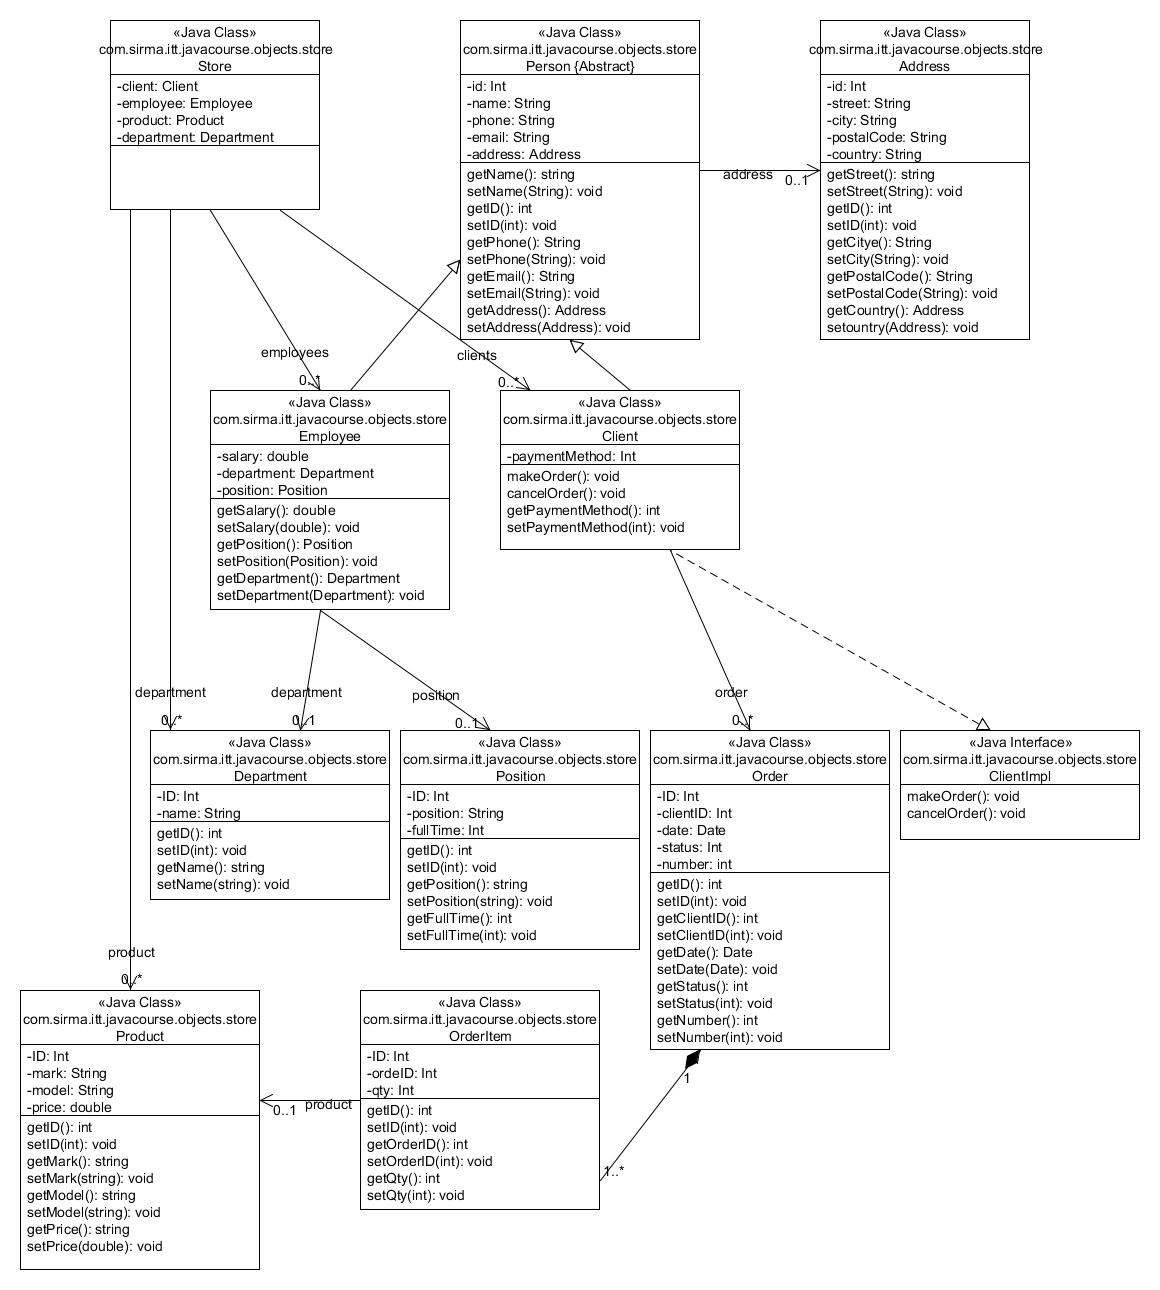 «Java Class»
com.sirma.itt.javacourse.objects.store
Store
-client: Client
-employee: Employee
-product: Product
-department: Department
«Java Class»
com.sirma.itt.javacourse.objects.store
Person {Abstract}
-id: Int
-name: String
-phone: String
-email: String
-address: Address
getName(): string
setName(String): void
getID(): int
setID(int): void
getPhone(): String
setPhone(String): void
getEmail(): String
setEmail(String): void
getAddress(): Address
setAddress(Address): void
address
0..1
«Java Class»
com.sirma.itt.javacourse.objects.store
Address
-id: Int
-street: String
-city: String
-postalCode: String
-country: String
getStreet(): string
setStreet(String): void
getID(): int
setID(int): void
getCitye(): String
setCity(String): void
getPostalCode(): String
setPostalCode(String): void
getCountry(): Address
setountry(Address): void
employees
0..*
clients
0..*
«Java Class»
com.sirma.itt.javacourse.objects.store
Employee
-salary: double
-department: Department
-position: Position
getSalary(): double
setSalary(double): void
getPosition(): Position
setPosition(Position): void
getDepartment(): Department
setDepartment(Department): void
«Java Class»
com.sirma.itt.javacourse.objects.store
Client
-paymentMethod: Int
makeOrder(): void
cancelOrder(): void
getPaymentMethod(): int
setPaymentMethod(int): void
department
0..*
department
0..1
position
0..1
order
0..*
«Java Class»
com.sirma.itt.javacourse.objects.store
Department
-ID: Int
-name: String
getID(): int
setID(int): void
getName(): string
setName(string): void
«Java Class»
com.sirma.itt.javacourse.objects.store
Position
-ID: Int
-position: String
-fullTime: Int
getID(): int
setID(int): void
getPosition(): string
setPosition(string): void
getFullTime(): int
setFullTime(int): void
«Java Class»
com.sirma.itt.javacourse.objects.store
Order
-ID: Int
-clientID: Int
-date: Date
-status: Int
-number: int
getID(): int
setID(int): void
getClientID(): int
setClientID(int): void
getDate(): Date
setDate(Date): void
getStatus(): int
setStatus(int): void
getNumber(): int
setNumber(int): void
«Java Interface»
com.sirma.itt.javacourse.objects.store
ClientImpl
makeOrder(): void
cancelOrder(): void
product
0..*
«Java Class»
com.sirma.itt.javacourse.objects.store
Product
-ID: Int
-mark: String
-model: String
-price: double
getID(): int
setID(int): void
getMark(): string
setMark(string): void
getModel(): string
setModel(string): void
getPrice(): string
setPrice(double): void
0..1
product
«Java Class»
com.sirma.itt.javacourse.objects.store
OrderItem
-ID: Int
-ordeID: Int
-qty: Int
getID(): int
setID(int): void
getOrderID(): int
setOrderID(int): void
getQty(): int
setQty(int): void
1
1..*